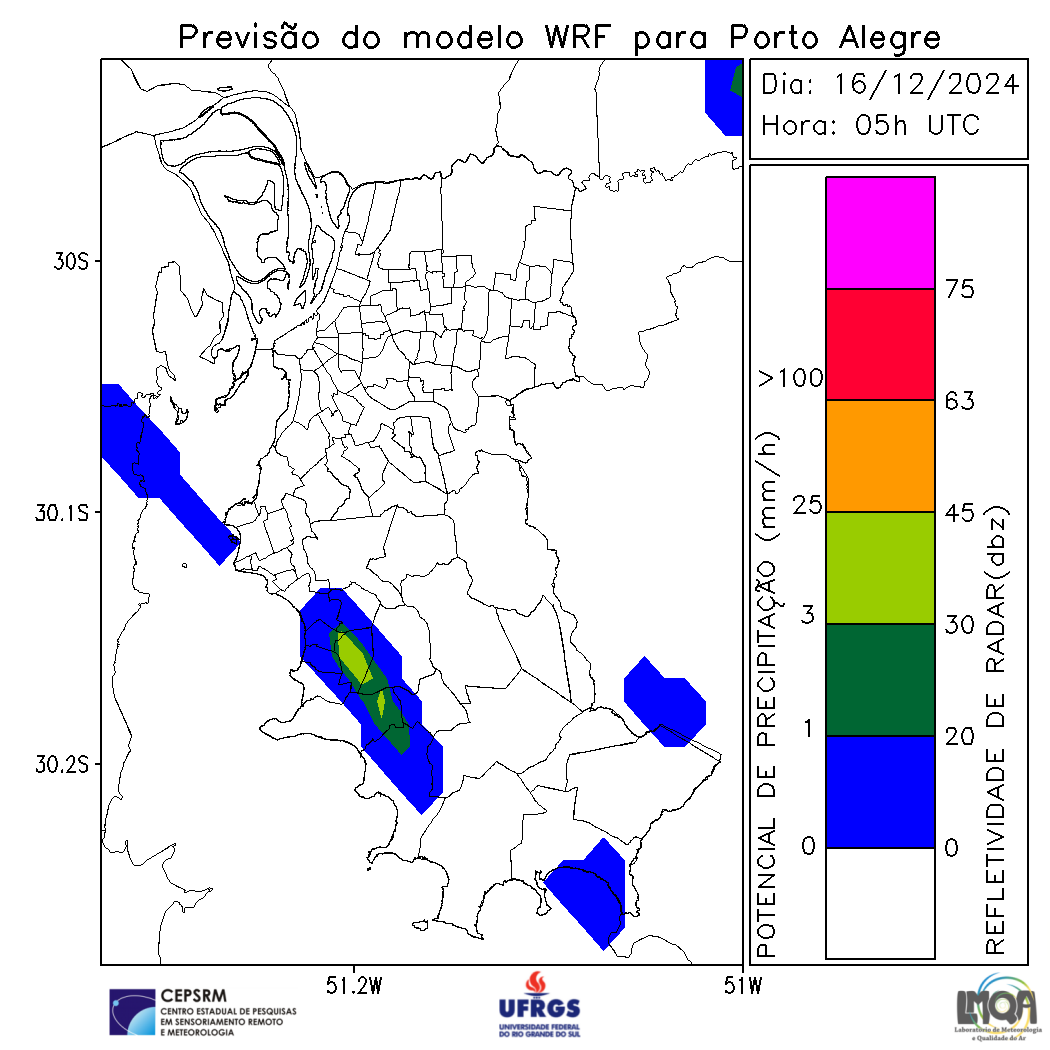 Previsão do modelo WRF para Porto Alegre
Dia: 16/12/2024
Hora: 05h UTC
30S
30.1S
30.2S
51.2W
51W
POTENCIAL DE PRECIPITAÇÃO (mm/h)
>100
25
3
1
0
75
63
45
30
20
0
REFLETIVIDADE DE RADAR(dbz)
CEPSRM
CENTRO ESTADUAL DE PESQUISAS
EM SENSORIAMENTO REMOTO
E METEOROLOGIA
UFRGS
UNIVERSIDADE FEDERAL
DO RIO GRANDE DO SUL
LMQA
Laboratório de Meteorologia
e Qualidade do Ar